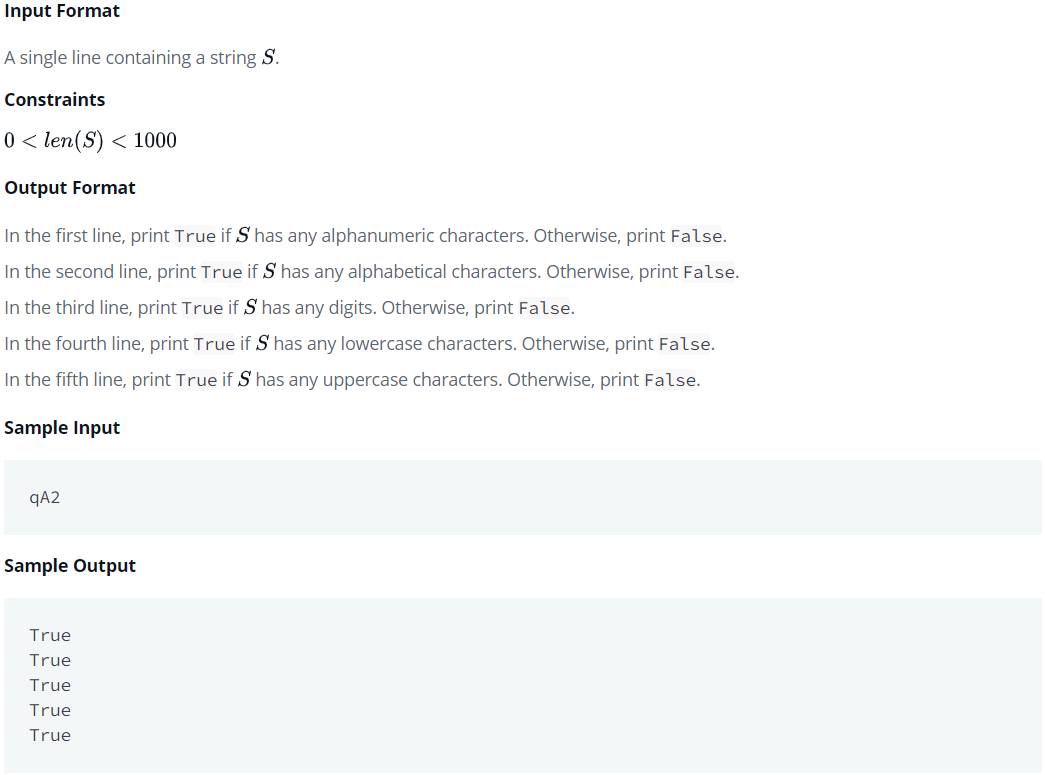 Input Format
A single line containing a string S.
Constraints
0 < len(S) < 1000
Output Format
In the first line, print True if S has any alphanumeric characters. Otherwise, print False.
In the second line, print True if S has any alphabetical characters. Otherwise, print False.
In the third line, print True if S has any digits. Otherwise, print False.
In the fourth line, print True if S has any lowercase characters. Otherwise, print False.
In the fifth line, print True if S has any uppercase characters. Otherwise, print False.
Sample Input
qA2
Sample Output
True
True
True
True
True